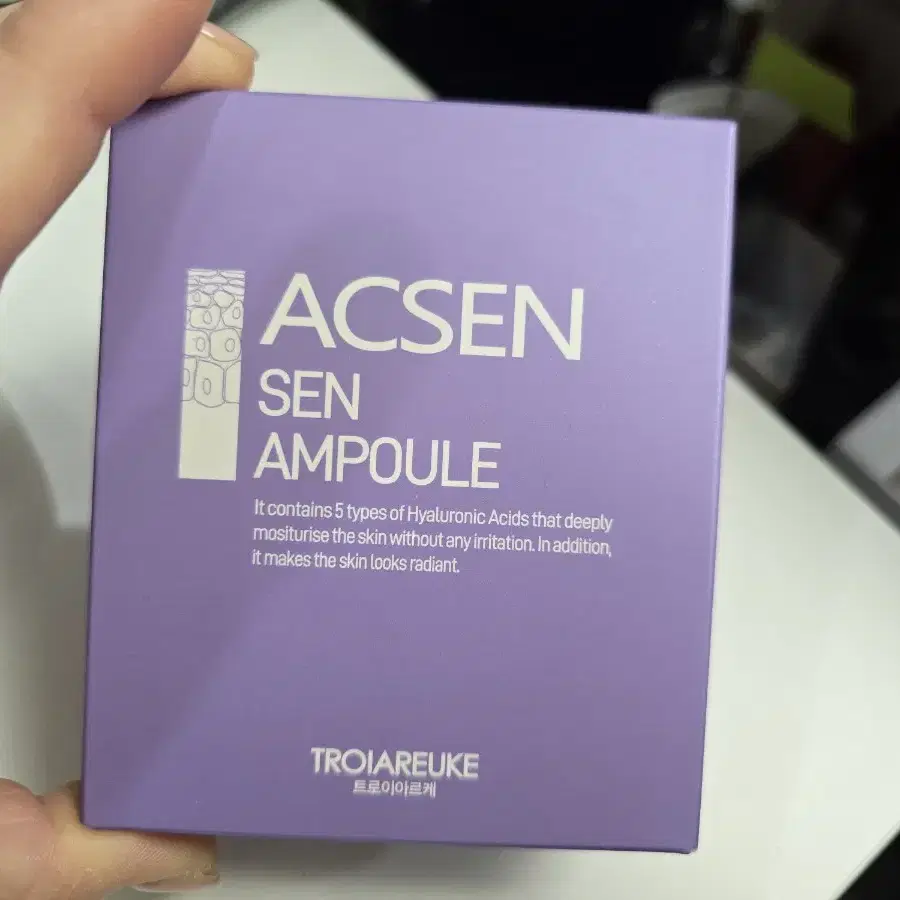 ACSEN
SEN
AMPOULE
It contains 5 types of Hyaluronic Acids that deeply
mositurise the skin without any irritation. In addition,
it makes the skin looks radiant.
TROIAREUKE
트로이아르케